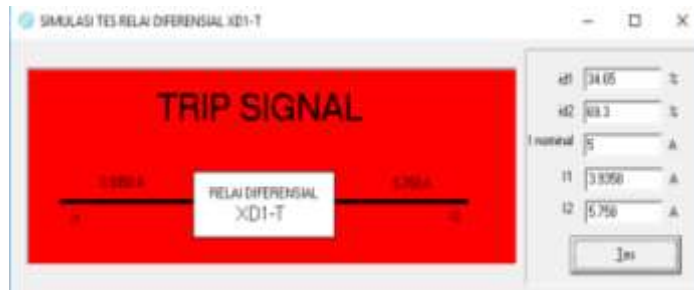 SIMULASI TES RELAI DIFERENSIAL XD1-T
TRIP SIGNAL
RELAI DIFERENSIAL
XD1-T
id1 34.65 %
id2 69.3 %
I nominal 5 A
I1 3.9358 A
I2 5.756 A